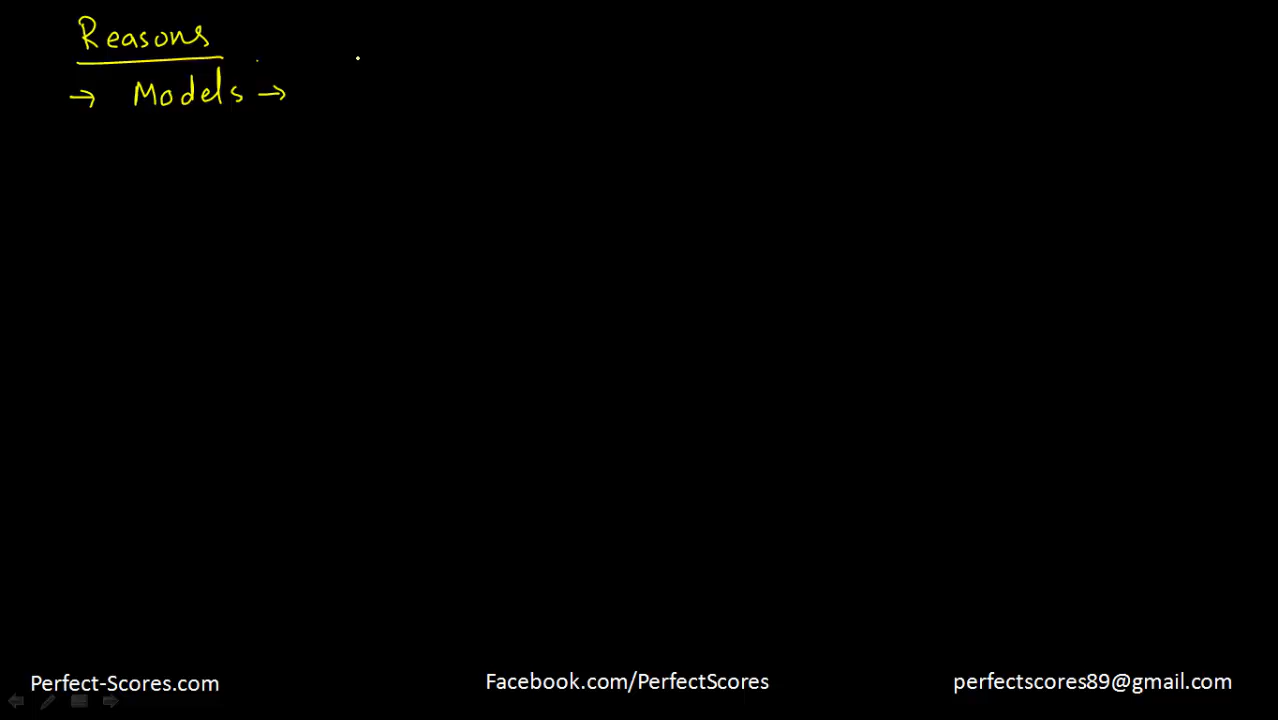 Reasons
→ Models →
Perfect-Scores.com
Facebook.com/PerfectScores
perfectscores89@gmail.com